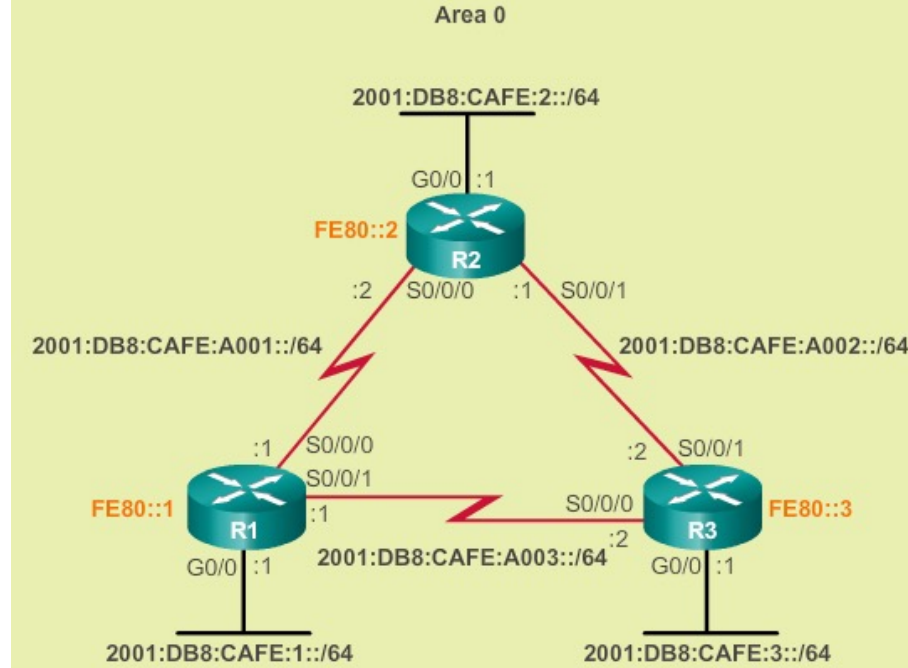 Area 0
2001:DB8:CAFE:2::/64
G0/0 :1
FE80::2
R2
:2 S0/0/0 :1 S0/0/1
2001:DB8:CAFE:A001::/64 2001:DB8:CAFE:A002::/64
:1 S0/0/0 :2 S0/0/1
S0/0/1
FE80::1 R1 :1 S0/0/0 R3 FE80::3
:2
2001:DB8:CAFE:A003::/64
G0/0 :1 G0/0 :1
2001:DB8:CAFE:1::/64 2001:DB8:CAFE:3::/64